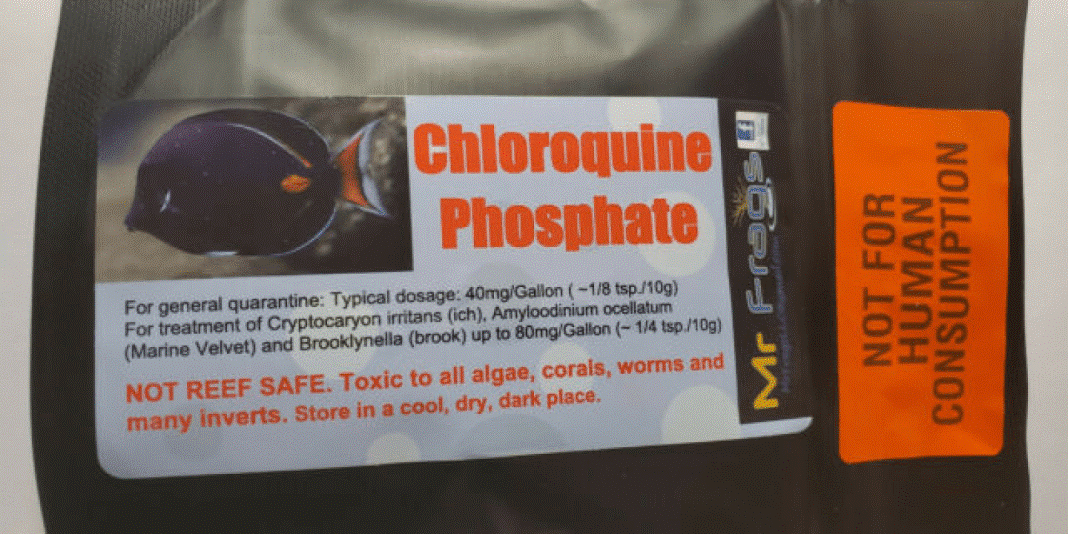 Chloroquine
Phosphate
For general quarantine: Typical dosage: 40mg/Gallon ( ~1/8 tsp./10g)
For treatment of Cryptocaryon irritans (ich), Amyloodinium ocellatum
(Marine Velvet) and Brooklynella (brook) up to 80mg/Gallon (~ 1/4 tsp./10g)
NOT REEF SAFE. Toxic to all algae, corals, worms and
many inverts. Store in a cool, dry, dark place.
Mr Frags
NOT FOR
HUMAN
CONSUMPTION